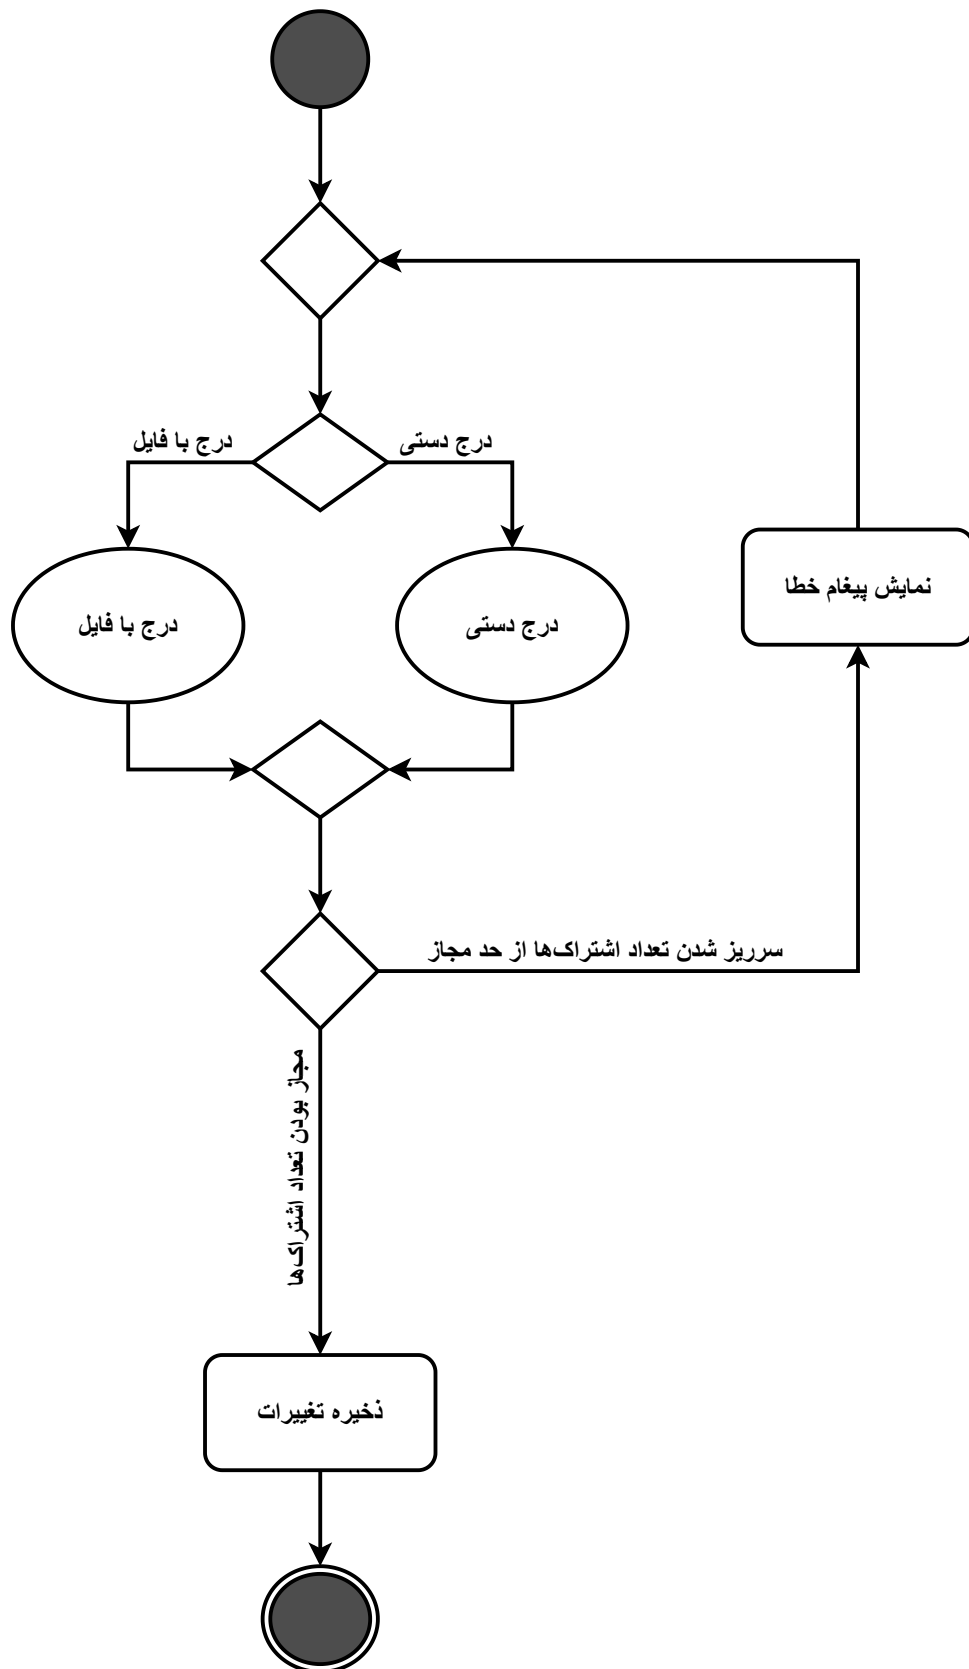 درج دستی
درج با فایل
نمایش پیغام خطا
درج دستی
درج با فایل
سرریز شدن تعداد اشتراک‌ها از حد مجاز
مجاز بودن تعداد اشتراک‌ها
ذخیره تغییرات